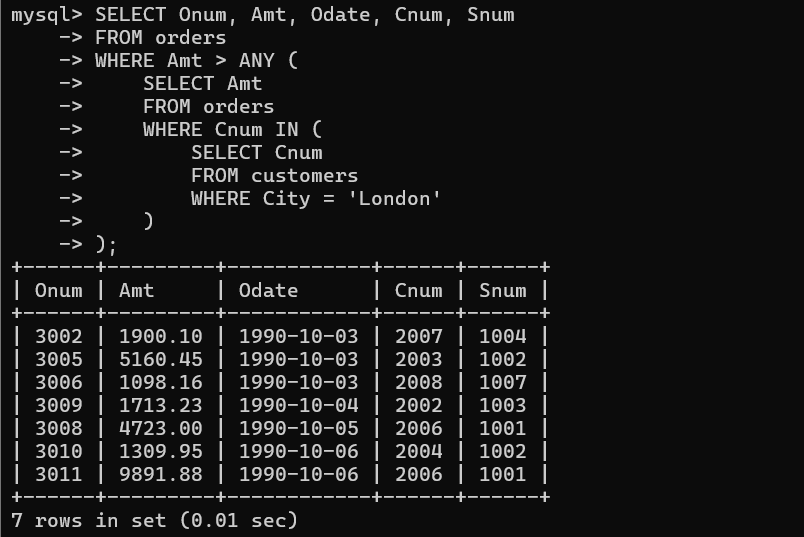 mysql> SELECT Onum, Amt, Odate, Cnum, Snum
    -> FROM orders
    -> WHERE Amt > ANY (
    ->     SELECT Amt
    ->     FROM orders
    ->     WHERE Cnum IN (
    ->         SELECT Cnum
    ->         FROM customers
    ->         WHERE City = 'London'
    ->     )
    -> );
+------+---------+------------+------+------+
| Onum | Amt     | Odate      | Cnum | Snum |
+------+---------+------------+------+------+
| 3002 | 1900.10 | 1990-10-03 | 2007 | 1004 |
| 3005 | 5160.45 | 1990-10-03 | 2003 | 1002 |
| 3006 | 1098.16 | 1990-10-03 | 2008 | 1007 |
| 3009 | 1713.23 | 1990-10-04 | 2002 | 1003 |
| 3008 | 4723.00 | 1990-10-05 | 2006 | 1001 |
| 3010 | 1309.95 | 1990-10-06 | 2004 | 1002 |
| 3011 | 9891.88 | 1990-10-06 | 2006 | 1001 |
+------+---------+------------+------+------+
7 rows in set (0.01 sec)